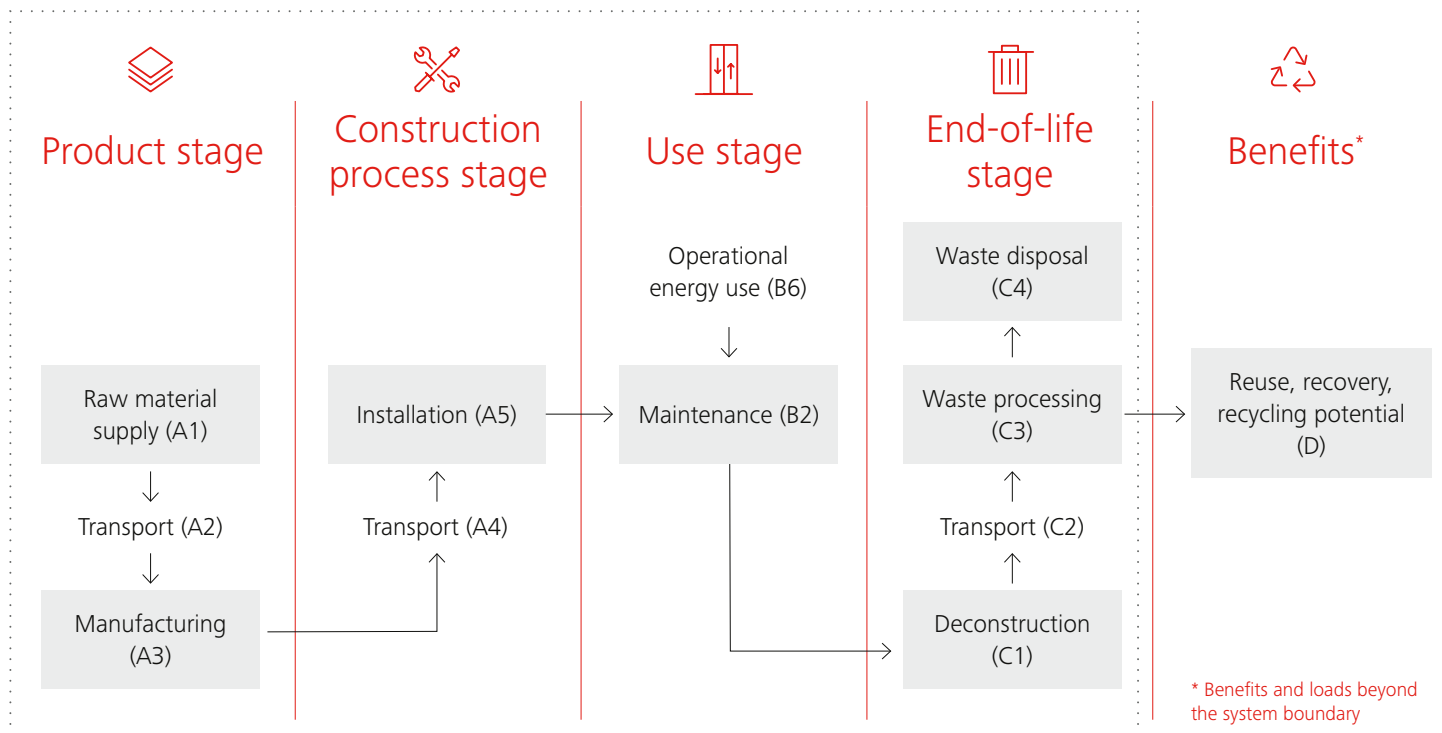 Product stage
Raw material
supply (A1)
Transport (A2)
Manufacturing
(A3)
Construction
process stage
Installation (A5)
Transport (A4)
Use stage
Operational
energy use (B6)
Maintenance (B2)
End-of-life
stage
Waste disposal
(C4)
Waste processing
(C3)
Transport (C2)
Deconstruction
(C1)
Benefits*
Reuse, recovery,
recycling potential
(D)
* Benefits and loads beyond
the system boundary